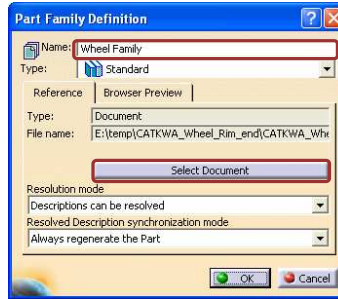 Part Family Definition
Name: Wheel Family
Type: Standard
Reference Browser Preview
Type: Document
File name: E:\temp\CATKWA_Wheel_Rim_end\CATKWA_Whe
Select Document
Resolution mode
Descriptions can be resolved
Resolved Description synchronization mode
Always regenerate the Part
OK Cancel